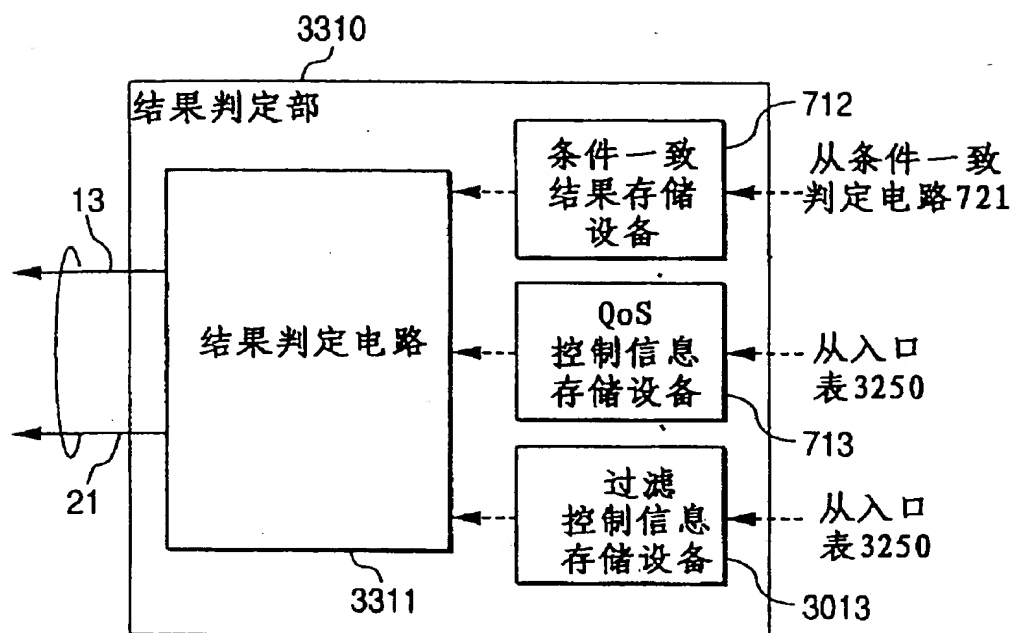 3310
结果判定部
712
条件一致
结果存储
设备
从条件一致
判定电路721
13
结果判定电路
QoS
控制信息
存储设备
从入口
表3250
713
21
过滤
控制信息
存储设备
从入口
表3250
3311
3013